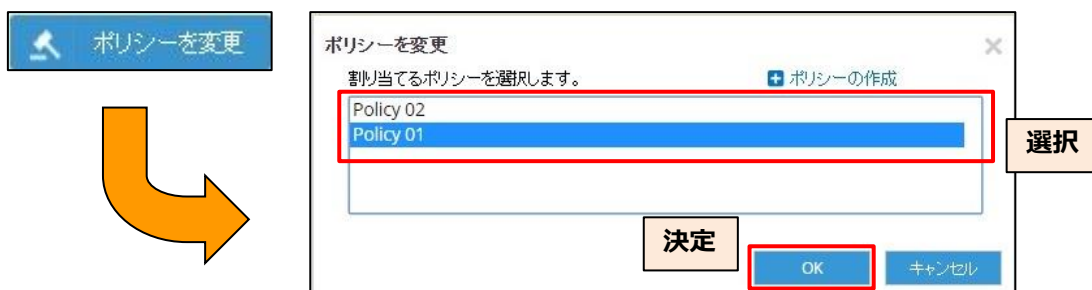 ポリシーを変更
ポリシーを変更
割り当てるポリシーを選択します。
ポリシーの作成
Policy 02
Policy 01
選択
決定
OK
キャンセル